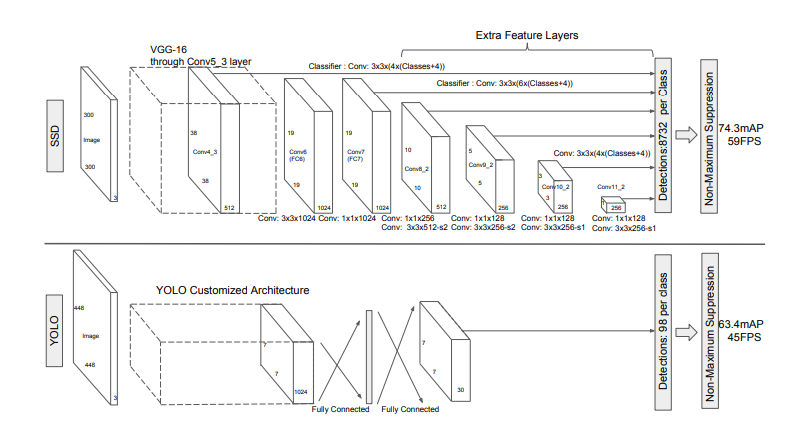 Extra Feature Layers
VGG-16
through Conv5_3 layer
Classifier : Conv: 3x3x(4x(Classes+4))
Classifier : Conv: 3x3x(6x(Classes+4))
SSD
300
Image
300
3
38
Conv4_3
38
512
19
Conv6
(FC6)
19
1024
19
Conv7
(FC7)
19
1024
10
Conv8_2
10
512
5
Conv9_2
5
256
Conv: 3x3x(4x(Classes+4))
3
Conv10_2
3
256
Conv11_2
256
Detections:8732 per Class
Non-Maximum Suppression
74.3mAP
59FPS
Conv: 3x3x1024
Conv: 1x1x1024
Conv: 1x1x256
Conv: 3x3x512-s2
Conv: 1x1x128
Conv: 3x3x256-s2
Conv: 1x1x128
Conv: 3x3x256-s1
Conv: 1x1x128
Conv: 3x3x256-s1
YOLO
448
Image
448
3
YOLO Customized Architecture
7
7
1024
Fully Connected
Fully Connected
7
7
30
Detections: 98 per class
Non-Maximum Suppression
63.4mAP
45FPS